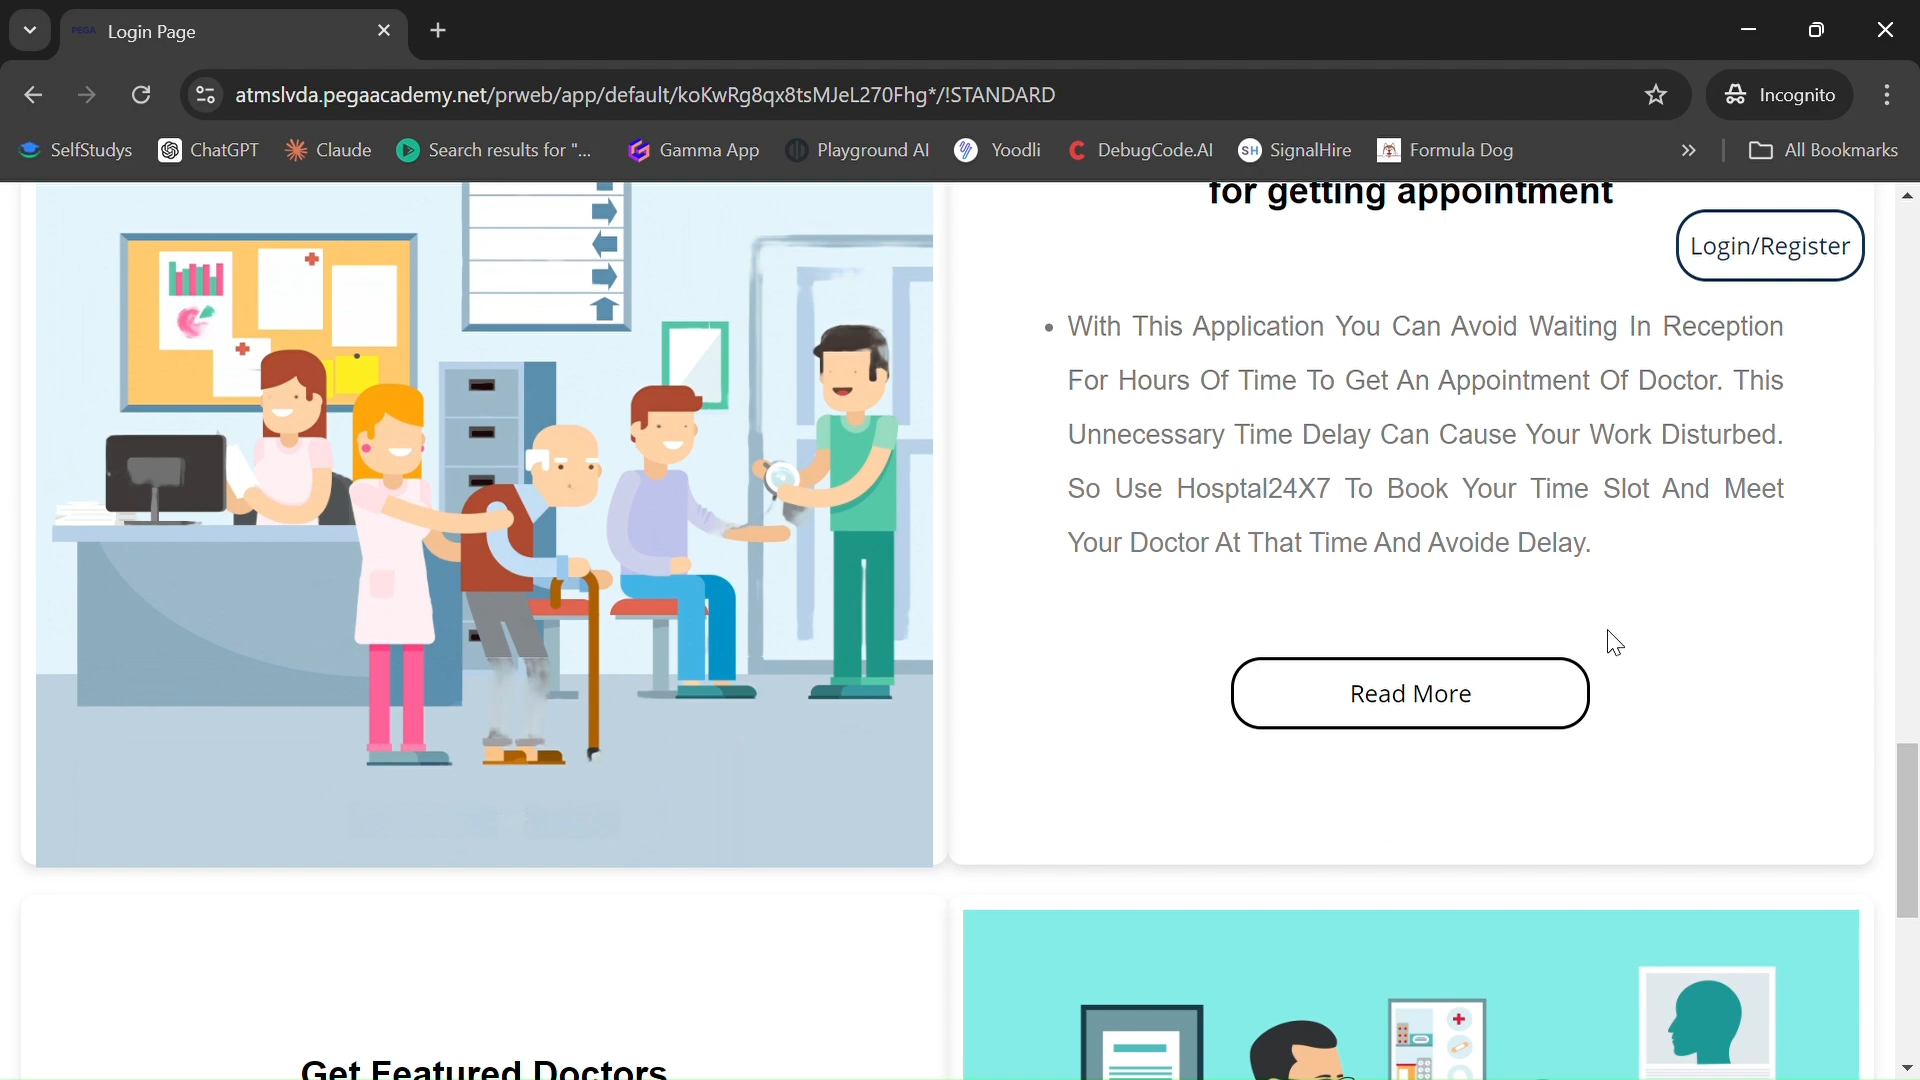 PEGA Login Page
atmslvda.pegaacademy.net/prweb/app/default/koKwRg8qx8tsMJeL270Fhg*/!STANDARD
Incognito
SelfStudys
ChatGPT
Claude
Search results for "...
Gamma App
Playground AI
Yoodli
C DebugCode.AI
SH SignalHire
Formula Dog
»
All Bookmarks
for getting appointment
Login/Register
• With This Application You Can Avoid Waiting In Reception
For Hours Of Time To Get An Appointment Of Doctor. This
Unnecessary Time Delay Can Cause Your Work Disturbed.
So Use Hosptal24X7 To Book Your Time Slot And Meet
Your Doctor At That Time And Avoide Delay.
Read More
Get Featured Doctors